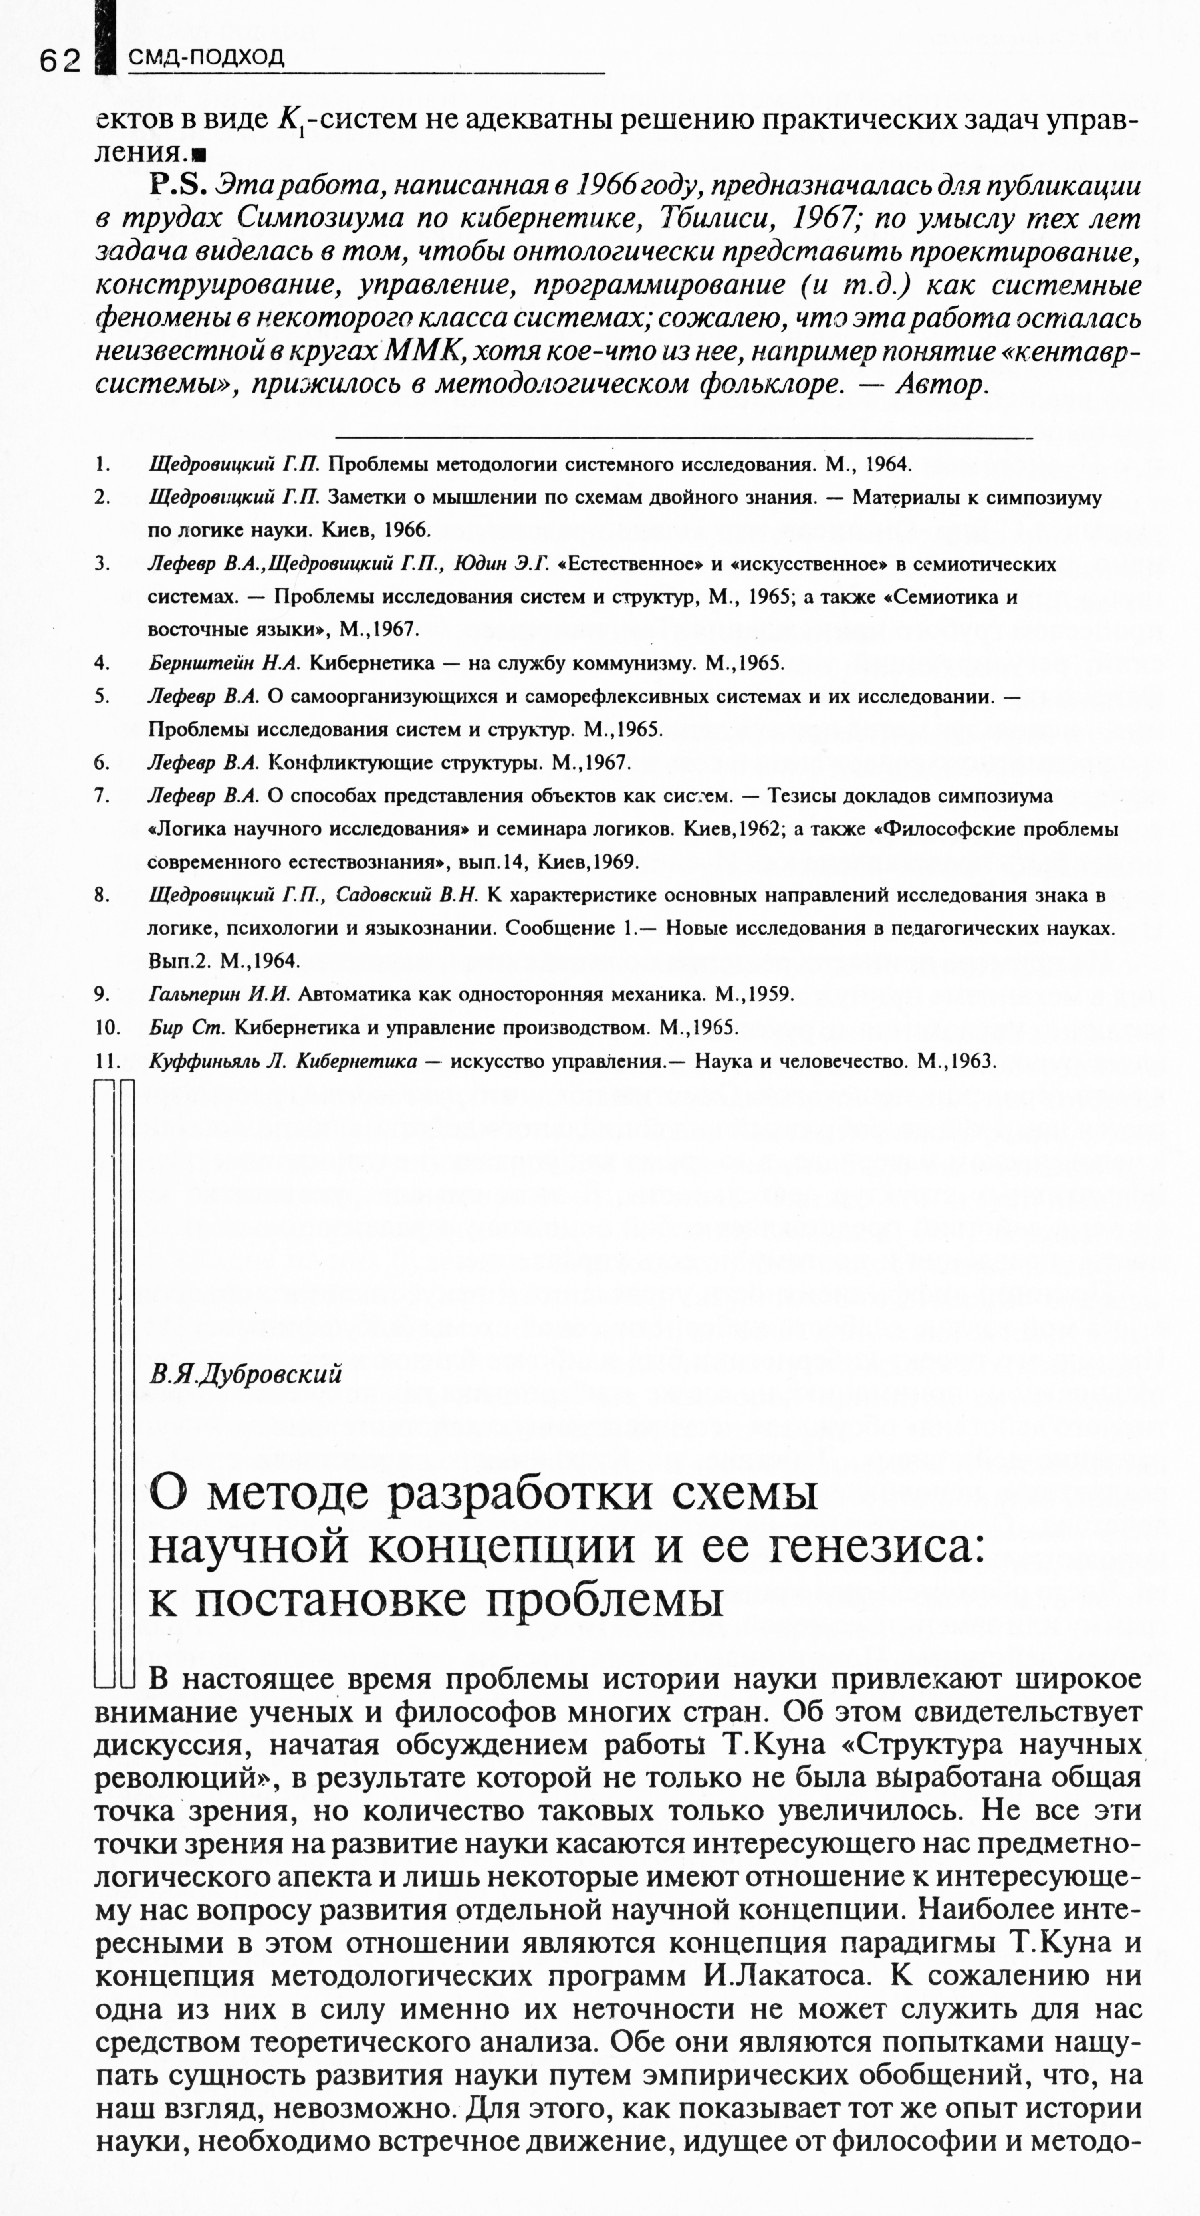 62 СМД-ПОДХОД
ектов в виде K₁-систем не адекватны решению практических задач управ-
ления.■
P.S. Эта работа, написанная в 1966 году, предназначалась для публикации
в трудах Симпозиума по кибернетике, Тбилиси, 1967; по умыслу тех лет
задача виделась в том, чтобы онтологически представить проектирование,
конструирование, управление, программирование (и т.д.) как системные
феномены в некоторого класса системах; сожалею, что эта работа осталась
неизвестной в кругах ММК, хотя кое-что из нее, например понятие «кентавр-
системы», прижилось в методологическом фольклоре. — Автор.
1. Щедровицкий Г.П. Проблемы методологии системного исследования. М., 1964.
2. Щедровицкий Г.П. Заметки о мышлении по схемам двойного знания. — Материалы к симпозиуму
по логике науки. Киев, 1966.
3. Лефевр В.А.,Щедровицкий Г.П., Юдин Э.Г. «Естественное» и «искусственное» в семиотических
системах. — Проблемы исследования систем и структур, М., 1965; а также «Семиотика и
восточные языки», М.,1967.
4. Бернштейн Н.А. Кибернетика — на службу коммунизму. М.,1965.
5. Лефевр В.А. О самоорганизующихся и саморефлексивных системах и их исследовании. —
Проблемы исследования систем и структур. М.,1965.
6. Лефевр В.А. Конфликтующие структуры. М.,1967.
7. Лефевр В.А. О способах представления объектов как систем. — Тезисы докладов симпозиума
«Логика научного исследования» и семинара логиков. Киев,1962; а также «Философские проблемы
современного естествознания», вып.14, Киев,1969.
8. Щедровицкий Г.П., Садовский В.Н. К характеристике основных направлений исследования знака в
логике, психологии и языкознании. Сообщение 1.— Новые исследования в педагогических науках.
Вып.2. М.,1964.
9. Гальперин И.И. Автоматика как односторонняя механика. М.,1959.
10. Бир Ст. Кибернетика и управление производством. М.,1965.
11. Куффиньяль Л. Кибернетика — искусство управления.— Наука и человечество. М.,1963.
В.Я.Дубровский
О методе разработки схемы
научной концепции и ее генезиса:
к постановке проблемы
В настоящее время проблемы истории науки привлекают широкое
внимание ученых и философов многих стран. Об этом свидетельствует
дискуссия, начатая обсуждением работы Т.Куна «Структура научных
революций», в результате которой не только не была выработана общая
точка зрения, но количество таковых только увеличилось. Не все эти
точки зрения на развитие науки касаются интересующего нас предметно-
логического апекта и лишь некоторые имеют отношение к интересующе-
му нас вопросу развития отдельной научной концепции. Наиболее инте-
ресными в этом отношении являются концепция парадигмы Т.Куна и
концепция методологических программ И.Лакатоса. К сожалению ни
одна из них в силу именно их неточности не может служить для нас
средством теоретического анализа. Обе они являются попытками нащу-
пать сущность развития науки путем эмпирических обобщений, что, на
наш взгляд, невозможно. Для этого, как показывает тот же опыт истории
науки, необходимо встречное движение, идущее от философии и методо-